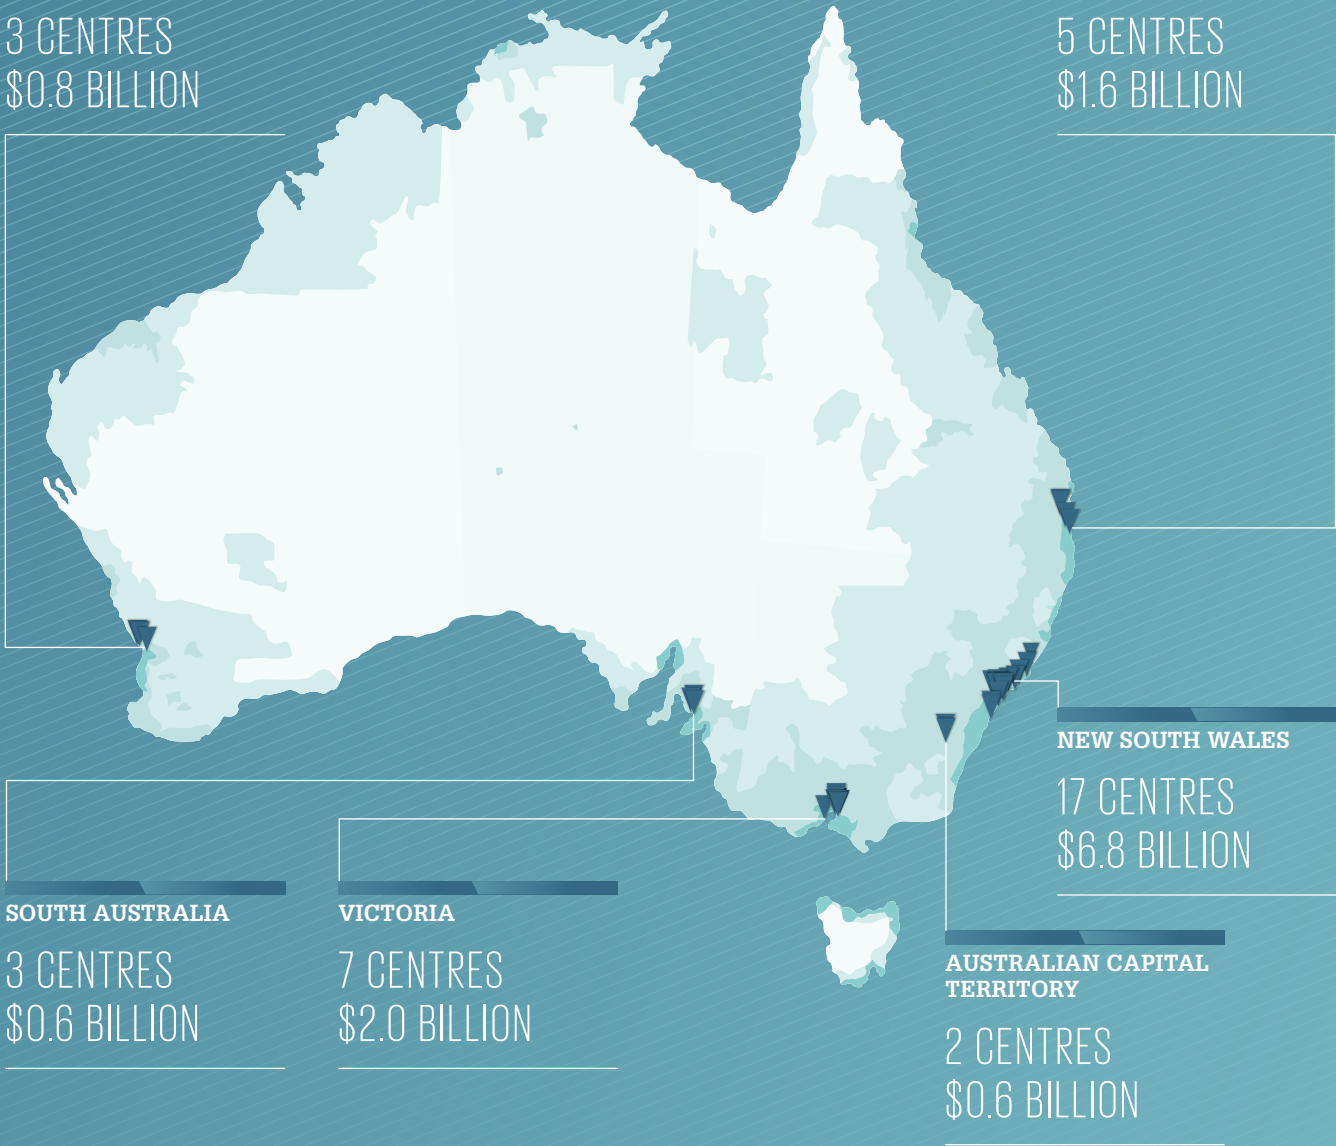 3 CENTRES
$0.8 BILLION
5 CENTRES
$1.6 BILLION
NEW SOUTH WALES
17 CENTRES
$6.8 BILLION
SOUTH AUSTRALIA
3 CENTRES
$0.6 BILLION
VICTORIA
7 CENTRES
$2.0 BILLION
AUSTRALIAN CAPITAL
TERRITORY
2 CENTRES
$0.6 BILLION